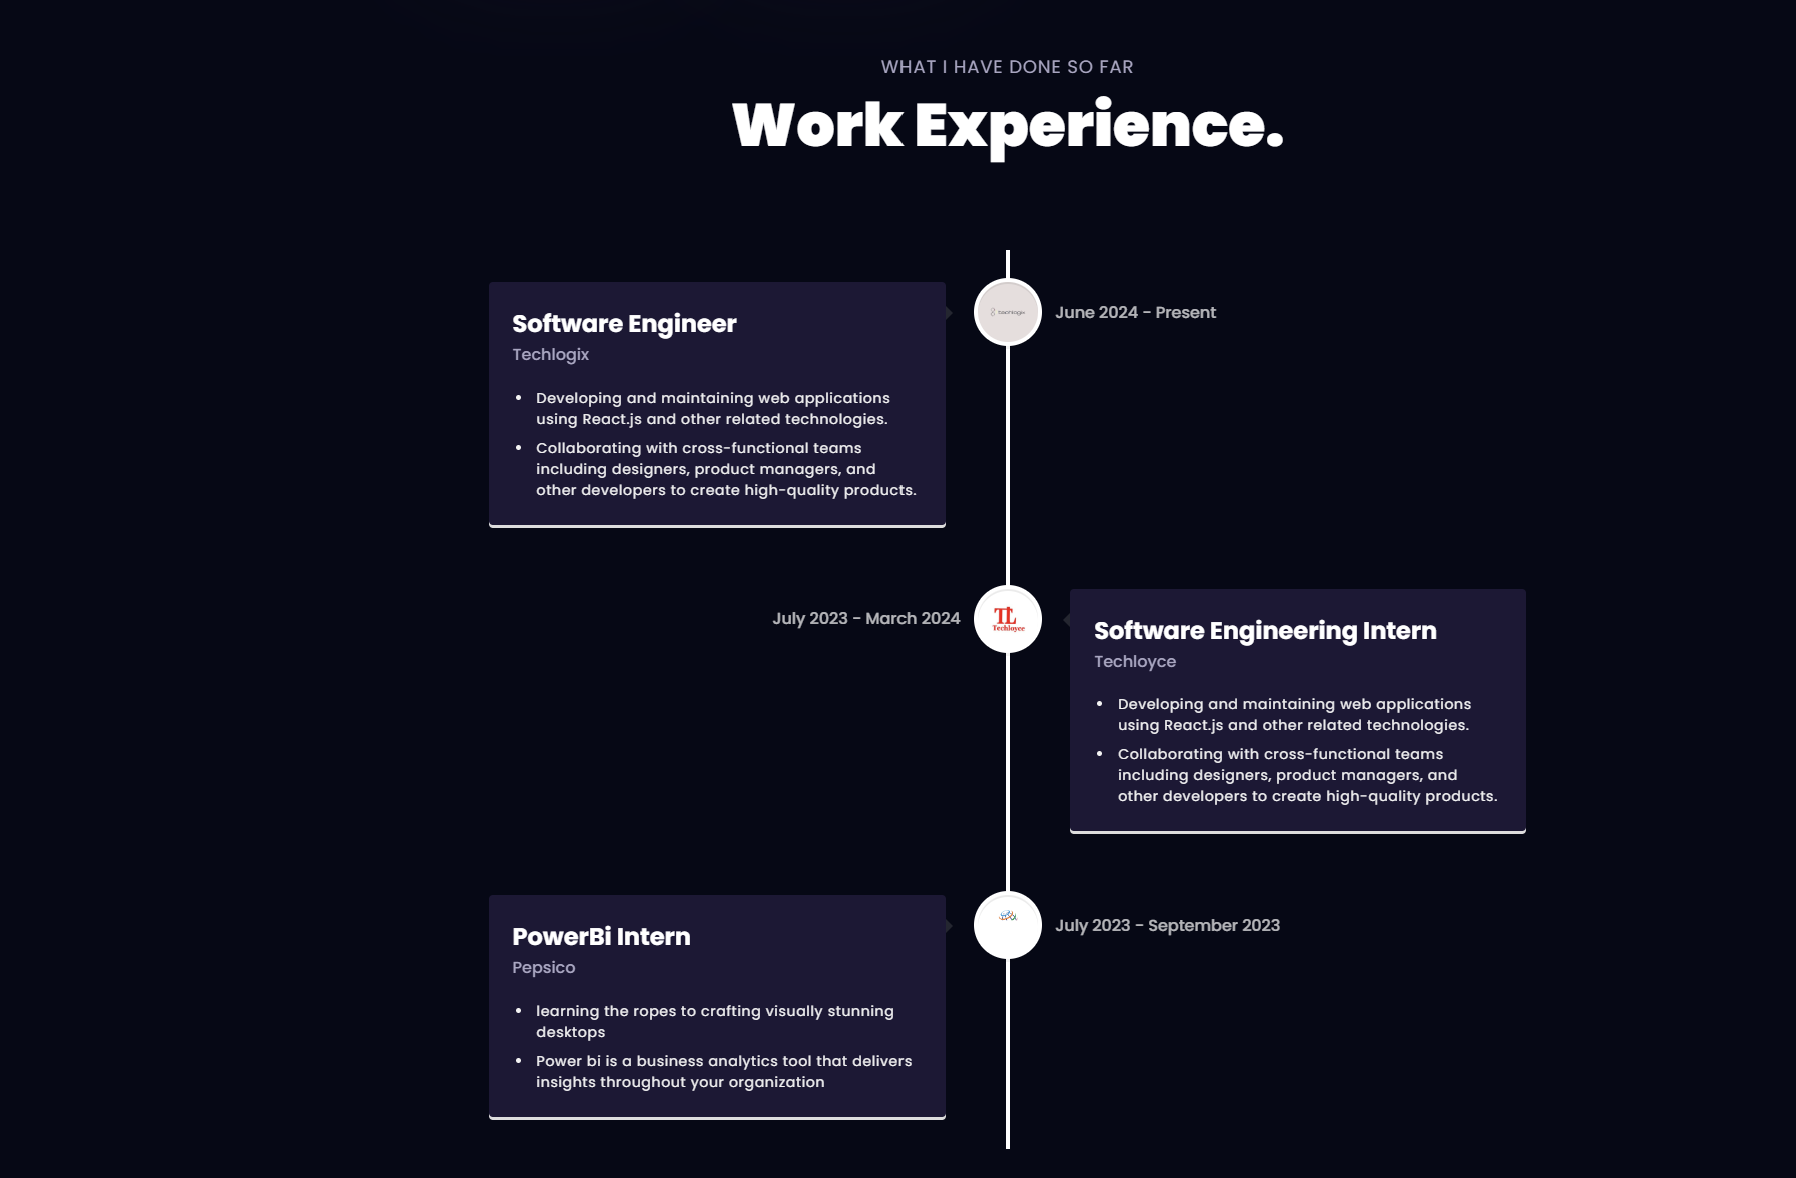 WHAT I HAVE DONE SO FAR
Work Experience.
Software Engineer
Techlogix
• Developing and maintaining web applications
using React.js and other related technologies.
• Collaborating with cross-functional teams
including designers, product managers, and
other developers to create high-quality products.
techlogix
June 2024 - Present
July 2023 - March 2024
TL
Techloyce
Software Engineering Intern
Techloyce
• Developing and maintaining web applications
using React.js and other related technologies.
• Collaborating with cross-functional teams
including designers, product managers, and
other developers to create high-quality products.
PowerBi Intern
Pepsico
• learning the ropes to crafting visually stunning
desktops
• Power bi is a business analytics tool that delivers
insights throughout your organization
July 2023 - September 2023